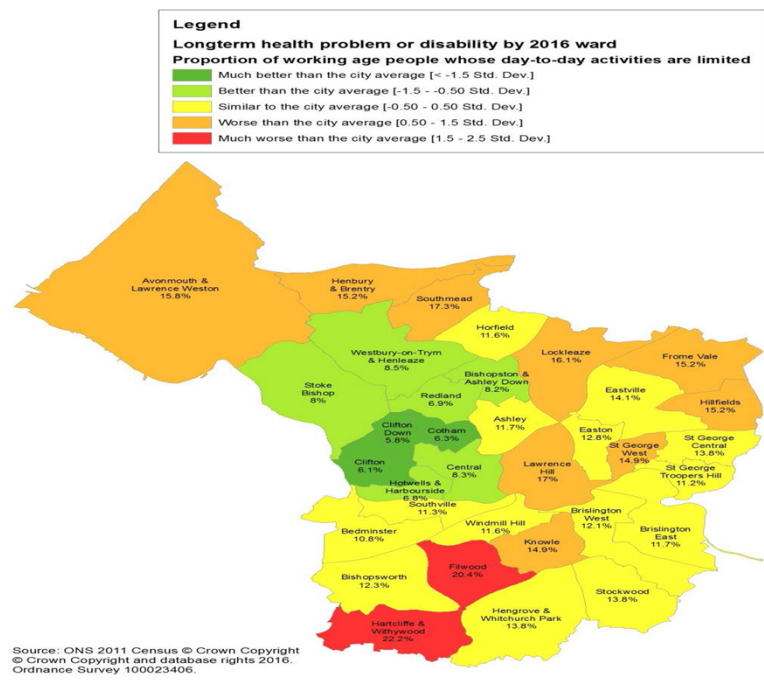 Legend
Longterm health problem or disability by 2016 ward
Proportion of working age people whose day-to-day activities are limited
Much better than the city average [< -1.5 Std. Dev.]
Better than the city average [-1.5 - -0.50 Std. Dev.]
Similar to the city average [-0.50 - 0.50 Std. Dev.]
Worse than the city average [0.50 - 1.5 Std. Dev.]
Much worse than the city average [1.5 - 2.5 Std. Dev.]
Avonmouth &
Lawrence Weston
15.8%
Henbury
& Brentry
15.2%
Southmead
17.3%
Horfield
11.6%
Lockleaze
16.1%
Frome Vale
15.2%
Westbury-on-Trym
& Henleaze
8.5%
Bishopston &
Ashley Down
8.2%
Stoke
Bishop
8%
Redland
6.9%
Eastville
14.1%
Hillfields
15.2%
Clifton
Down
5.8%
Cotham
6.3%
Ashley
11.7%
Easton
12.8%
St George
West
14.9%
St George
Central
13.8%
Clifton
6.1%
Central
8.3%
Lawrence
Hill
17%
St George
Troopers Hill
11.2%
Hotwells &
Harbourside
6.8%
Southville
11.3%
Bedminster
10.8%
Windmill Hill
11.6%
Brislington
West
12.1%
Brislington
East
11.7%
Knowle
14.9%
Filwood
20.4%
Bishopsworth
12.3%
Stockwood
13.8%
Hengrove &
Whitchurch Park
13.8%
Hartcliffe &
Withywood
22.2%
Source: ONS 2011 Census © Crown Copyright
© Crown Copyright and database rights 2016.
Ordnance Survey 100023406.